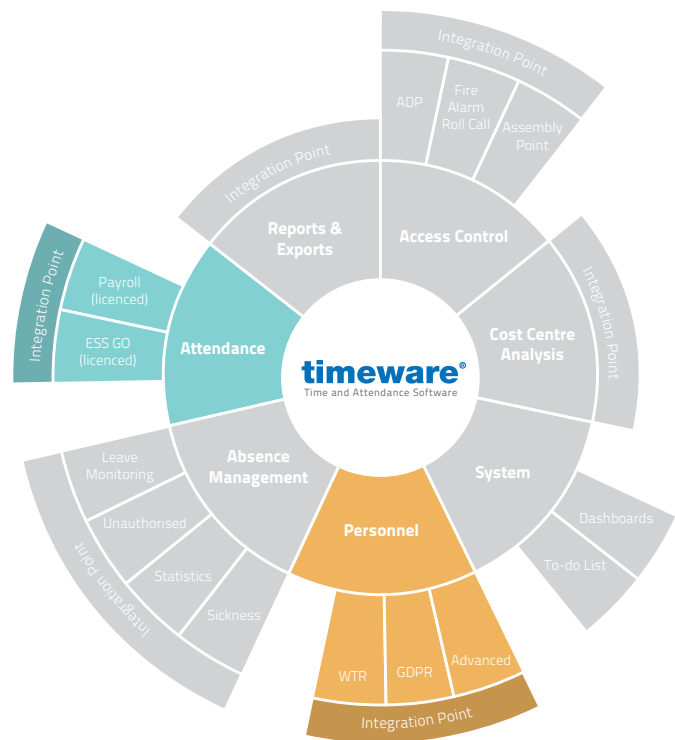 Integration Point
ADP
Fire
Alarm
Roll Call
Assembly
Point
Integration Point
Reports &
Exports
Access Control
Integration Point
Payroll
(licenced)
ESS GO
(licenced)
Integration Point
Attendance
Cost Centre
Analysis
timeware®
Time and Attendance Software
Absence
Management
System
Leave
Monitoring
Unauthorised
Statistics
Sickness
Integration Point
Personnel
Dashboards
To-do List
WTR
GDPR
Advanced
Integration Point